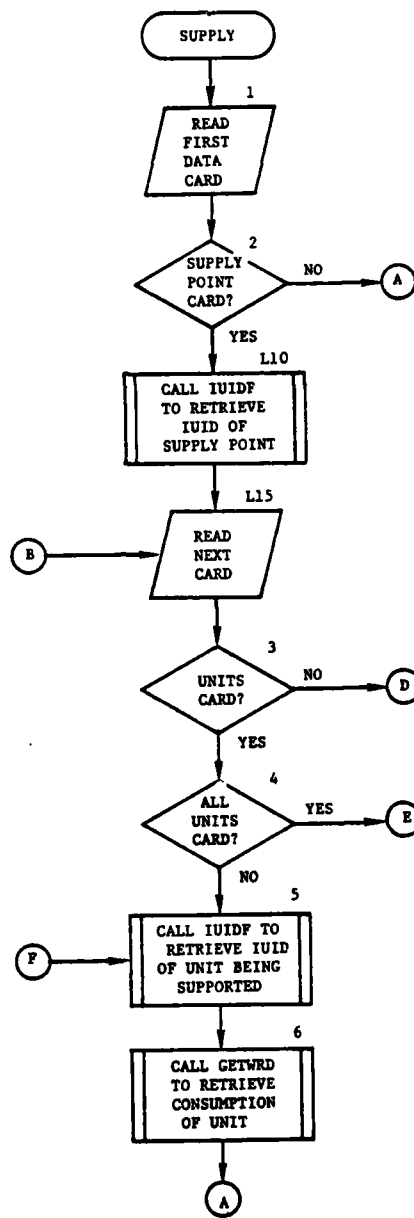 SUPPLY
1
READ
FIRST
DATA
CARD
2
SUPPLY
POINT
CARD?
NO
A
YES
L10
CALL IUIDF
TO RETRIEVE
IUID OF
SUPPLY POINT
L15
B
READ
NEXT
CARD
3
UNITS
CARD?
NO
D
YES
4
ALL
UNITS
CARD?
YES
E
NO
5
F
CALL IUIDF TO
RETRIEVE IUID
OF UNIT BEING
SUPPORTED
6
CALL GETWRD
TO RETRIEVE
CONSUMPTION
OF UNIT
A